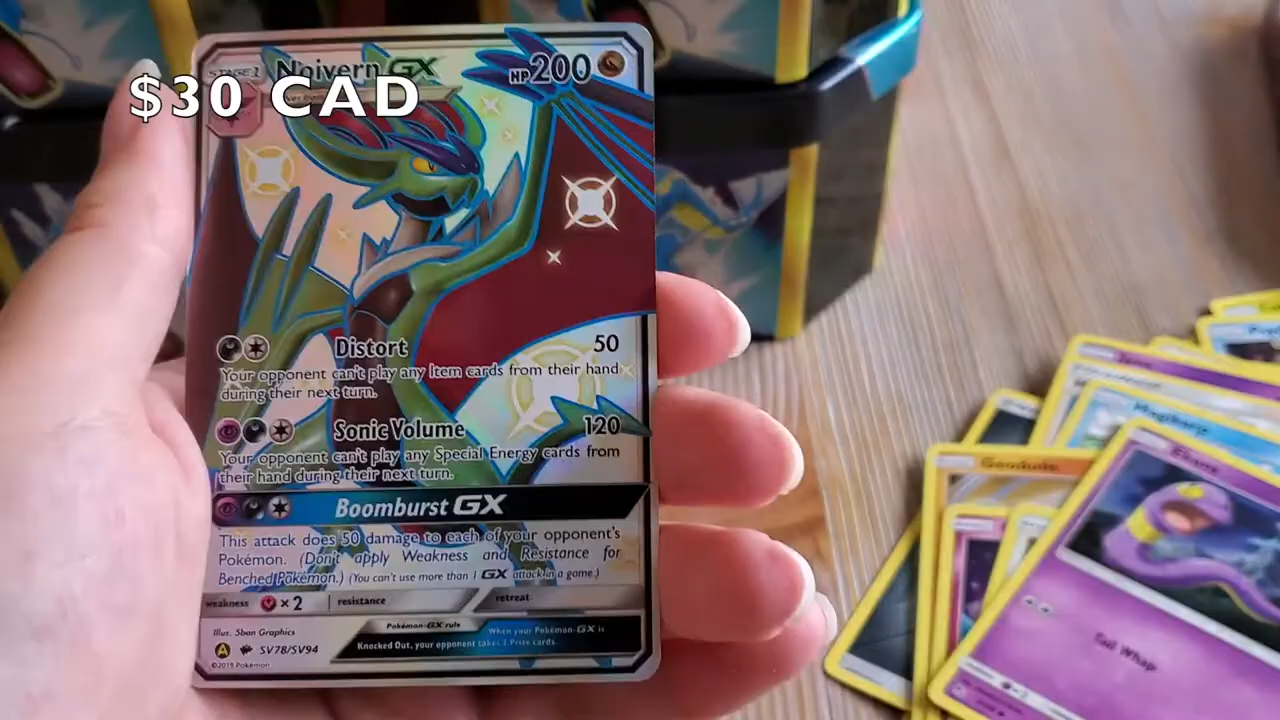 $30 CAD
STAGE 2
Noivern GX
HP200
Distort 50
Your opponent can't play any Item cards from their hand
during their next turn.
Sonic Volume 120
Your opponent can't play any Special Energy cards from
their hand during their next turn.
Boomburst GX
This attack does 50 damage to each of your opponent's
Pokémon. (Don't apply Weakness and Resistance for
Benched Pokémon.) (You can't use more than 1 GX attack in a game.)
weakness ×2 resistance retreat
Pokémon-GX rule
When your Pokémon-GX is
Knocked Out, your opponent takes 2 Prize cards.
Illus. 5ban Graphics
A SV78/SV94
©2019 Pokémon
Magikarp
Ekans
Geodude
Tail Whap